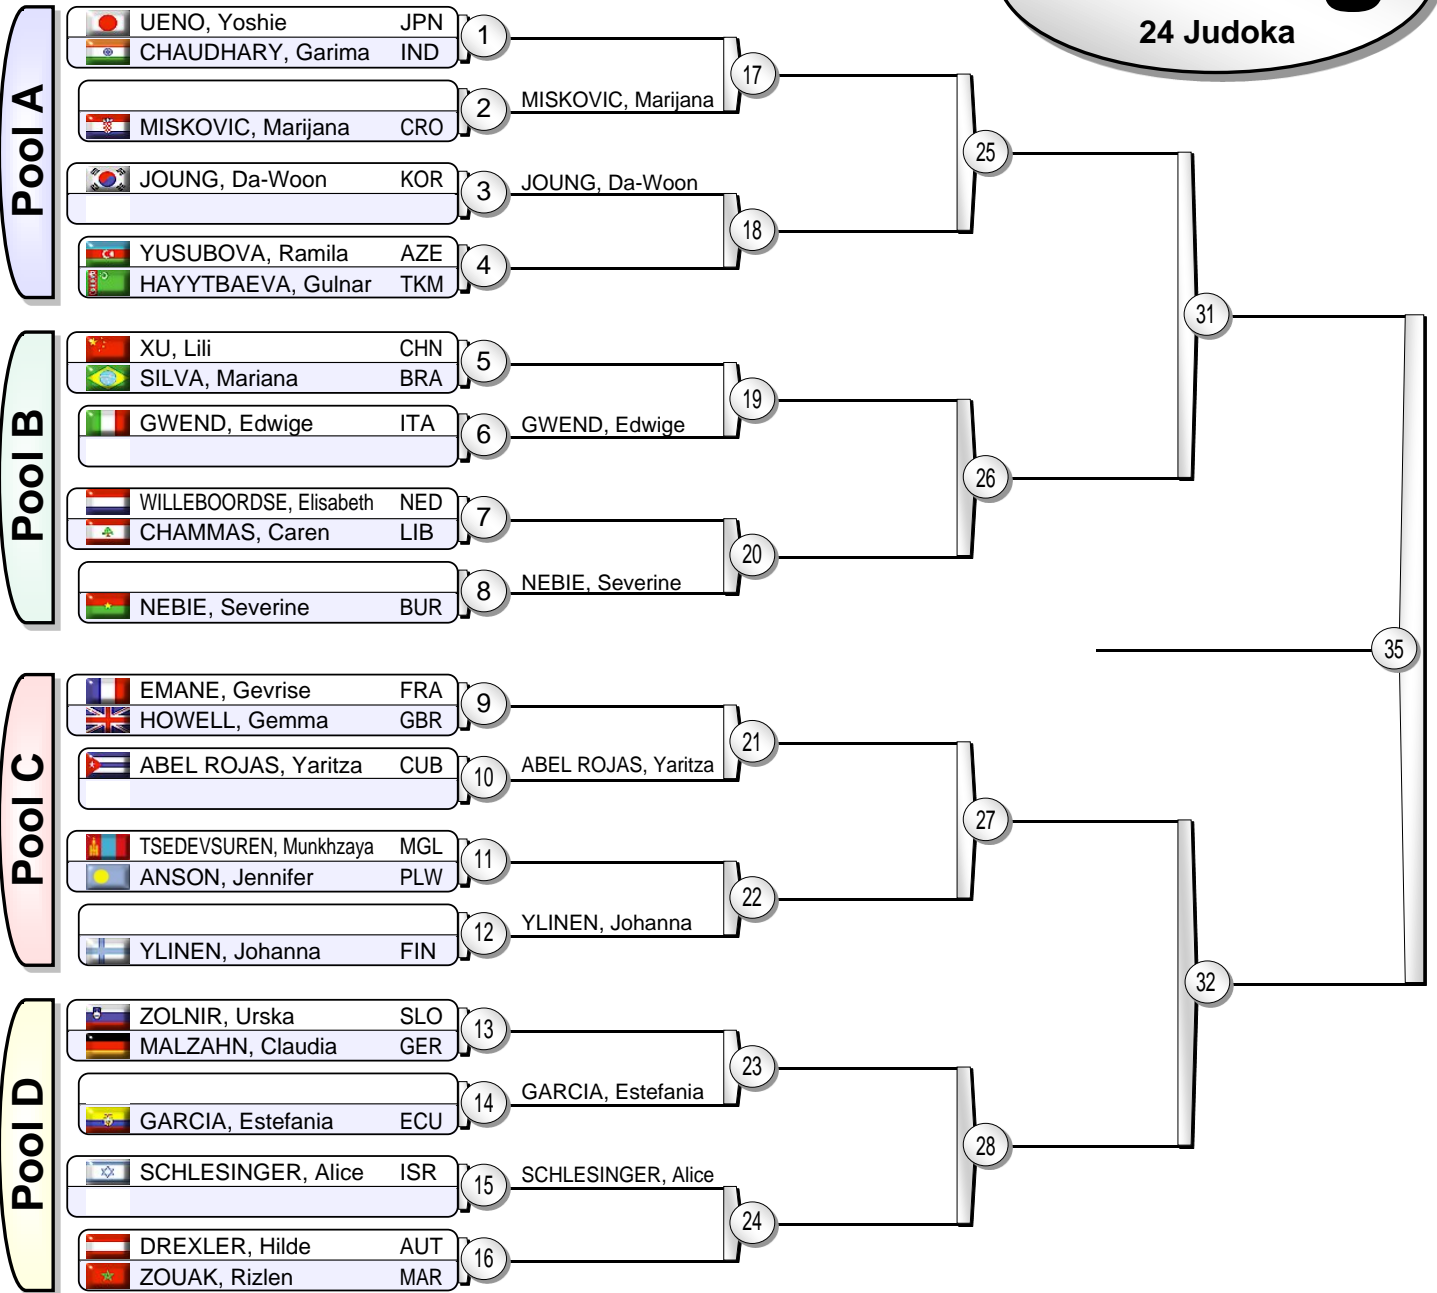 24 Judoka
Pool A
UENO, Yoshie JPN
CHAUDHARY, Garima IND
1
MISKOVIC, Marijana CRO
2
MISKOVIC, Marijana
17
JOUNG, Da-Woon KOR
3
JOUNG, Da-Woon
YUSUBOVA, Ramila AZE
HAYYTBAEVA, Gulnar TKM
4
18
25
Pool B
XU, Lili CHN
SILVA, Mariana BRA
5
GWEND, Edwige ITA
6
GWEND, Edwige
19
WILLEBOORDSE, Elisabeth NED
CHAMMAS, Caren LIB
7
NEBIE, Severine BUR
8
NEBIE, Severine
20
26
31
Pool C
EMANE, Gevrise FRA
HOWELL, Gemma GBR
9
ABEL ROJAS, Yaritza CUB
10
ABEL ROJAS, Yaritza
21
TSEDEVSUREN, Munkhzaya MGL
ANSON, Jennifer PLW
11
YLINEN, Johanna FIN
12
YLINEN, Johanna
22
27
Pool D
ZOLNIR, Urska SLO
MALZAHN, Claudia GER
13
GARCIA, Estefania ECU
14
GARCIA, Estefania
23
SCHLESINGER, Alice ISR
15
SCHLESINGER, Alice
DREXLER, Hilde AUT
ZOUAK, Rizlen MAR
16
24
28
32
35